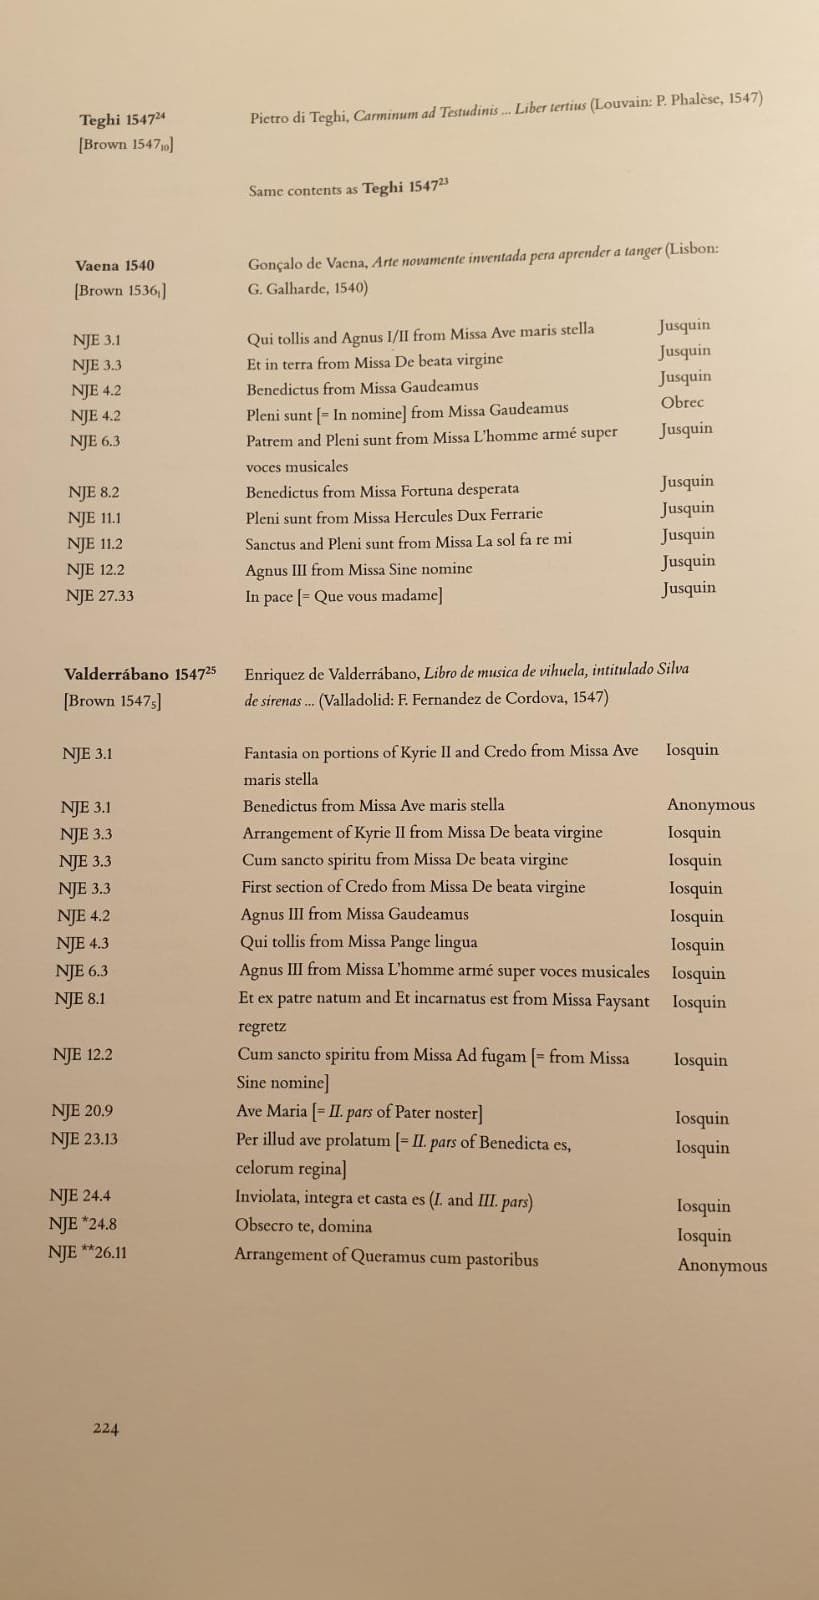 Teghi 1547²⁴ Pietro di Teghi, Carminum ad Testudinis ... Liber tertius (Louvain: P. Phalèse, 1547)
[Brown 1547₁₀]
Same contents as Teghi 1547²³
Vaena 1540 Gonçalo de Vaena, Arte novamente inventada pera aprender a tanger (Lisbon:
[Brown 1536₁] G. Galharde, 1540)
NJE 3.1 Qui tollis and Agnus I/II from Missa Ave maris stella Jusquin
NJE 3.3 Et in terra from Missa De beata virgine Jusquin
NJE 4.2 Benedictus from Missa Gaudeamus Jusquin
NJE 4.2 Pleni sunt [= In nomine] from Missa Gaudeamus Obrec
NJE 6.3 Patrem and Pleni sunt from Missa L'homme armé super Jusquin
voces musicales
NJE 8.2 Benedictus from Missa Fortuna desperata Jusquin
NJE 11.1 Pleni sunt from Missa Hercules Dux Ferrarie Jusquin
NJE 11.2 Sanctus and Pleni sunt from Missa La sol fa re mi Jusquin
NJE 12.2 Agnus III from Missa Sine nomine Jusquin
NJE 27.33 In pace [= Que vous madame] Jusquin
Valderrábano 1547²⁵ Enriquez de Valderrábano, Libro de musica de vihuela, intitulado Silva
[Brown 1547₅] de sirenas ... (Valladolid: F. Fernandez de Cordova, 1547)
NJE 3.1 Fantasia on portions of Kyrie II and Credo from Missa Ave Iosquin
maris stella
NJE 3.1 Benedictus from Missa Ave maris stella Anonymous
NJE 3.3 Arrangement of Kyrie II from Missa De beata virgine Iosquin
NJE 3.3 Cum sancto spiritu from Missa De beata virgine Iosquin
NJE 3.3 First section of Credo from Missa De beata virgine Iosquin
NJE 4.2 Agnus III from Missa Gaudeamus Iosquin
NJE 4.3 Qui tollis from Missa Pange lingua Iosquin
NJE 6.3 Agnus III from Missa L'homme armé super voces musicales Iosquin
NJE 8.1 Et ex patre natum and Et incarnatus est from Missa Faysant Iosquin
regretz
NJE 12.2 Cum sancto spiritu from Missa Ad fugam [= from Missa Iosquin
Sine nomine]
NJE 20.9 Ave Maria [= II. pars of Pater noster] Iosquin
NJE 23.13 Per illud ave prolatum [= II. pars of Benedicta es, Iosquin
celorum regina]
NJE 24.4 Inviolata, integra et casta es (I. and III. pars) Iosquin
NJE *24.8 Obsecro te, domina Iosquin
NJE **26.11 Arrangement of Queramus cum pastoribus Anonymous
224